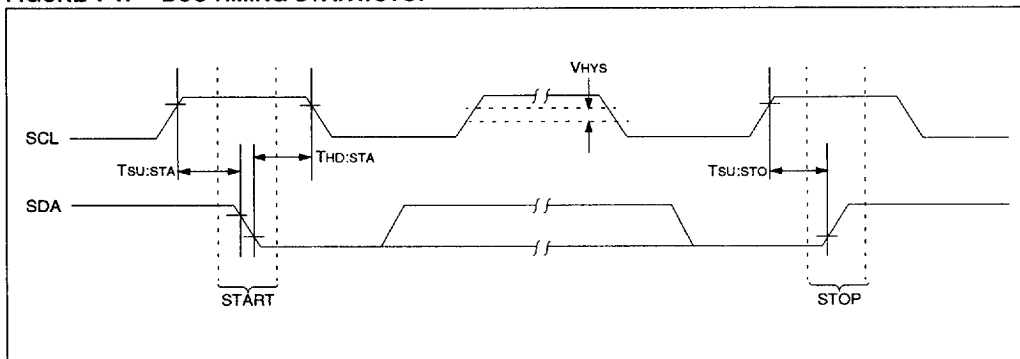 FIGURE 1-1: BUS TIMING START/STOP
VHYS
SCL
TSU:STA
THD:STA
TSU:STO
SDA
START
STOP